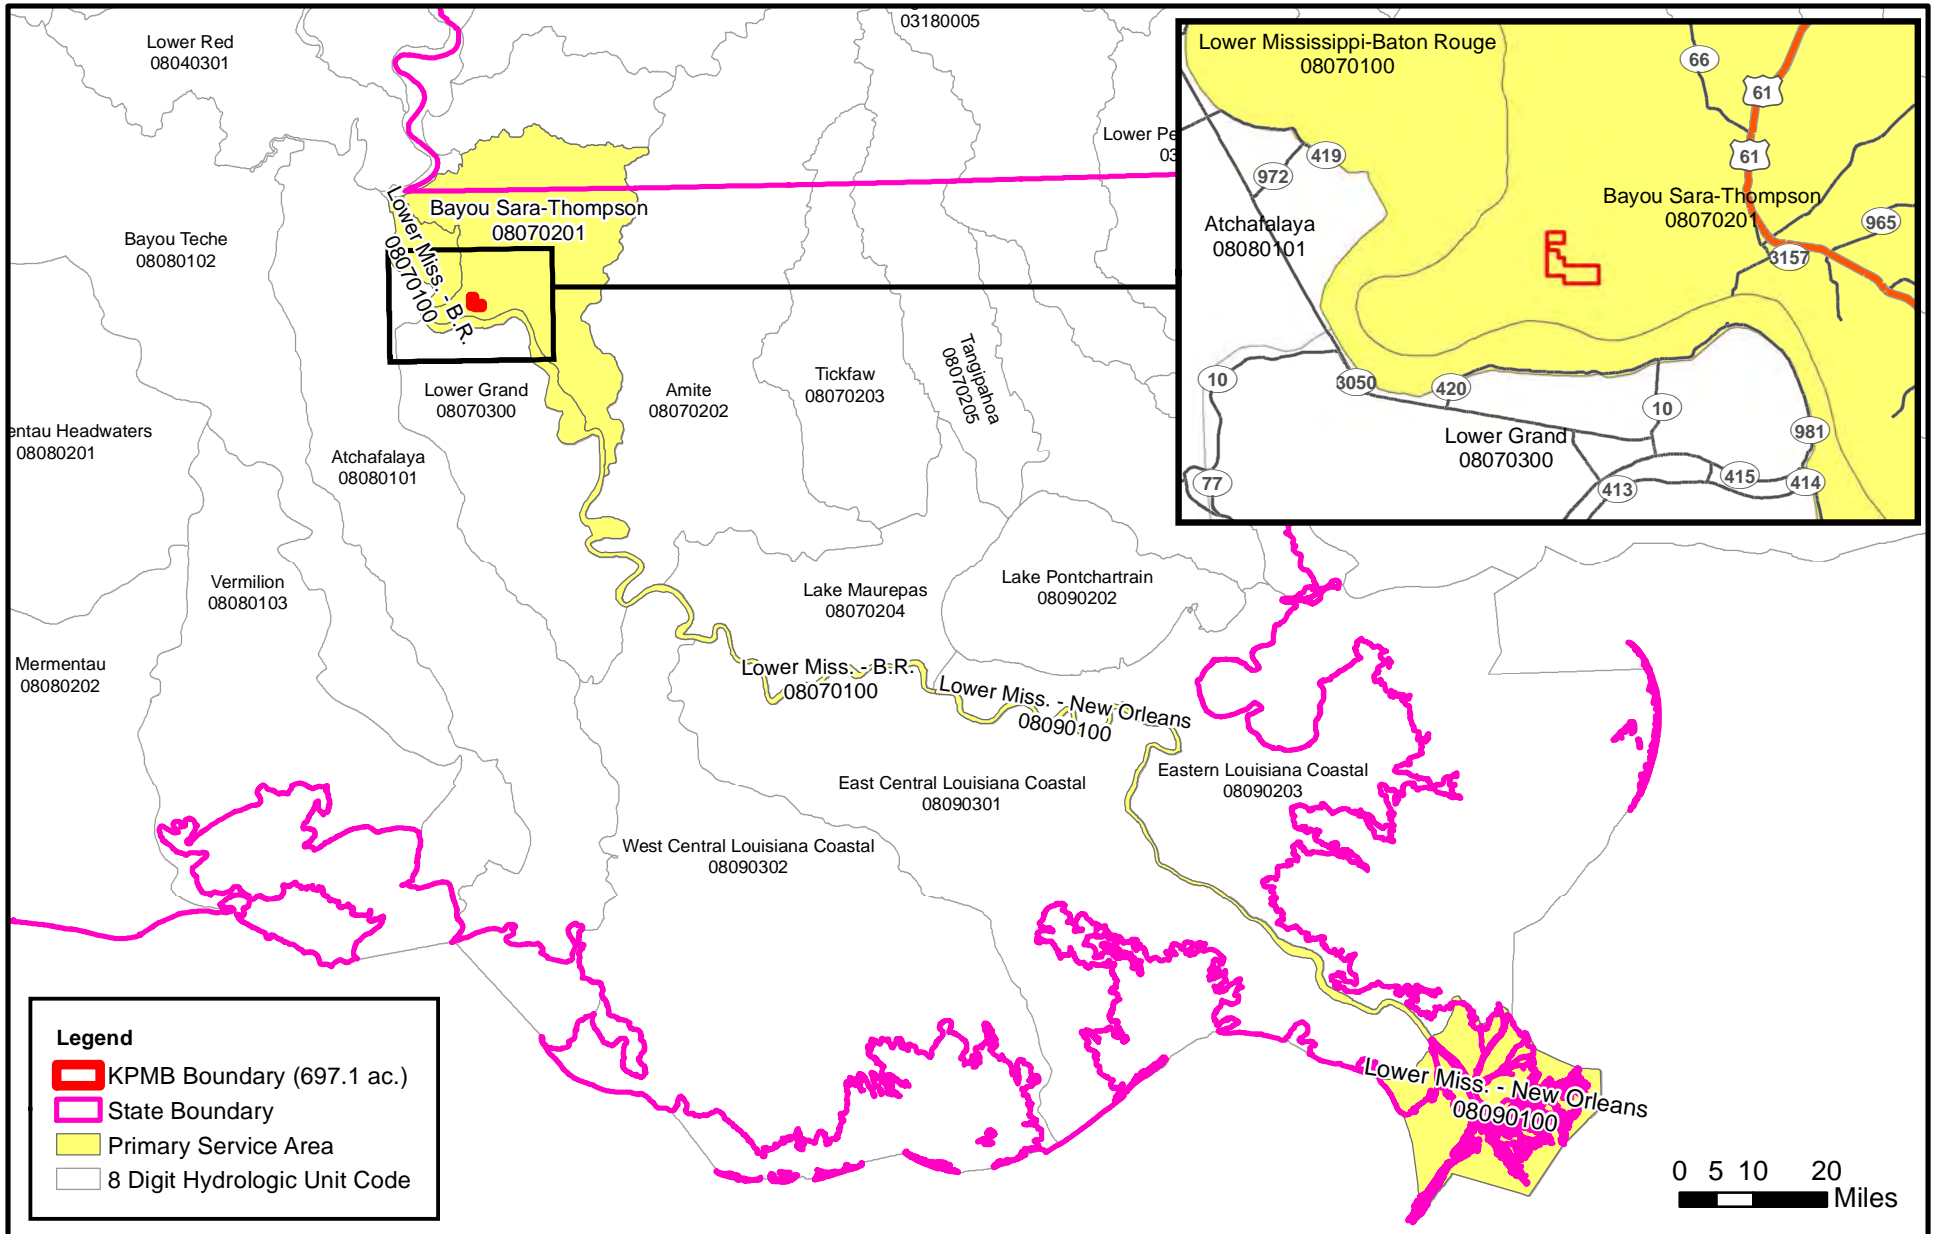 03180005
Lower Red
08040301
Lower Pe
03
Bayou Sara-Thompson
08070201
Lower Miss. - B.R.
08070100
Bayou Teche
08080102
entau Headwaters
08080201
Lower Grand
08070300
Atchafalaya
08080101
Amite
08070202
Tickfaw
08070203
Tangipahoa
08070205
Vermilion
08080103
Mermentau
08080202
Lake Maurepas
08070204
Lake Pontchartrain
08090202
Lower Miss. - B.R.
08070100
Lower Miss. - New Orleans
08090100
East Central Louisiana Coastal
08090301
Eastern Louisiana Coastal
08090203
West Central Louisiana Coastal
08090302
Lower Miss. - New Orleans
08090100
Lower Mississippi-Baton Rouge
08070100
66
61
61
419
972
Atchafalaya
08080101
Bayou Sara-Thompson
08070201
965
3157
10
3050
420
10
981
Lower Grand
08070300
77
413
415
414
Legend
KPMB Boundary (697.1 ac.)
State Boundary
Primary Service Area
8 Digit Hydrologic Unit Code
0 5 10 20
Miles